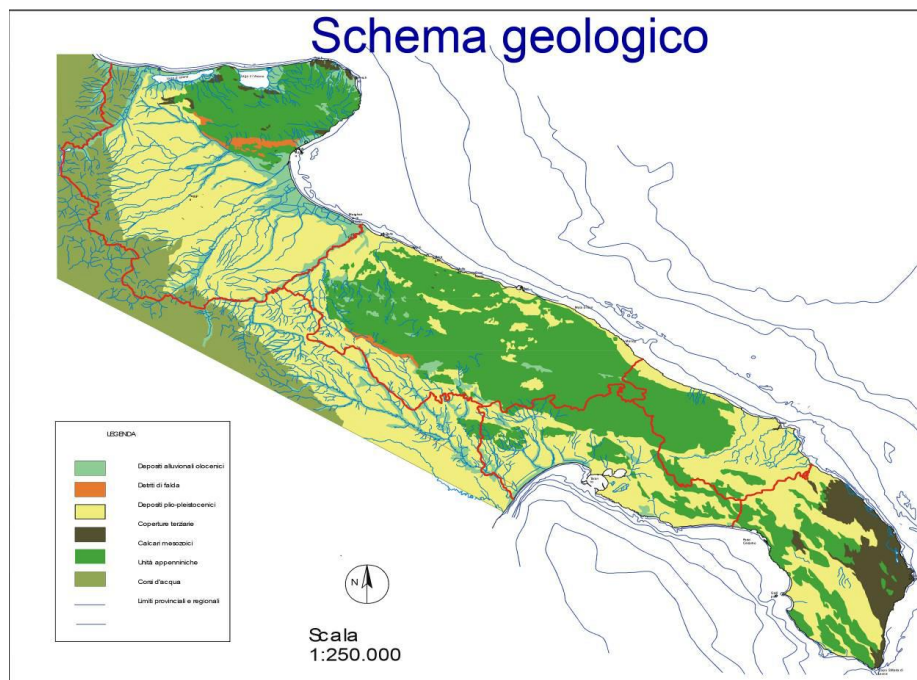 Schema geologico
LEGENDA
Depositi alluvionali olocenici
Detriti di falda
Depositi plio-pleistocenici
Coperture terziarie
Calcari mesozoici
Unità appenniniche
Corsi d'acqua
Limiti provinciali e regionali
N
Scala
1:250.000